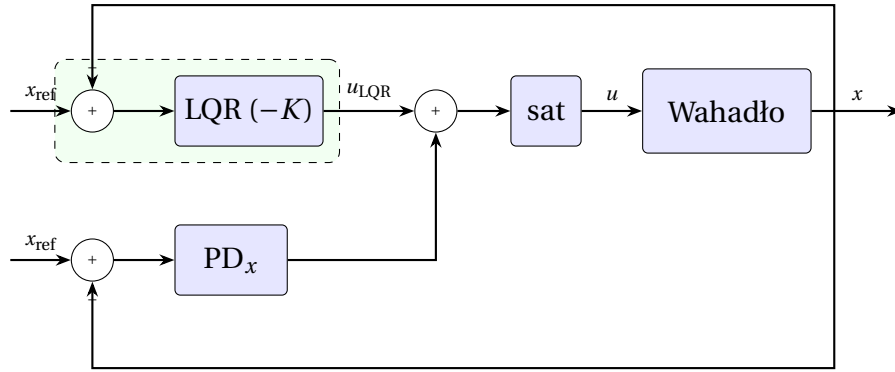 −
x_ref
+
LQR (−K)
u_LQR
+
sat
u
Wahadło
x
x_ref
+
PD_x
−